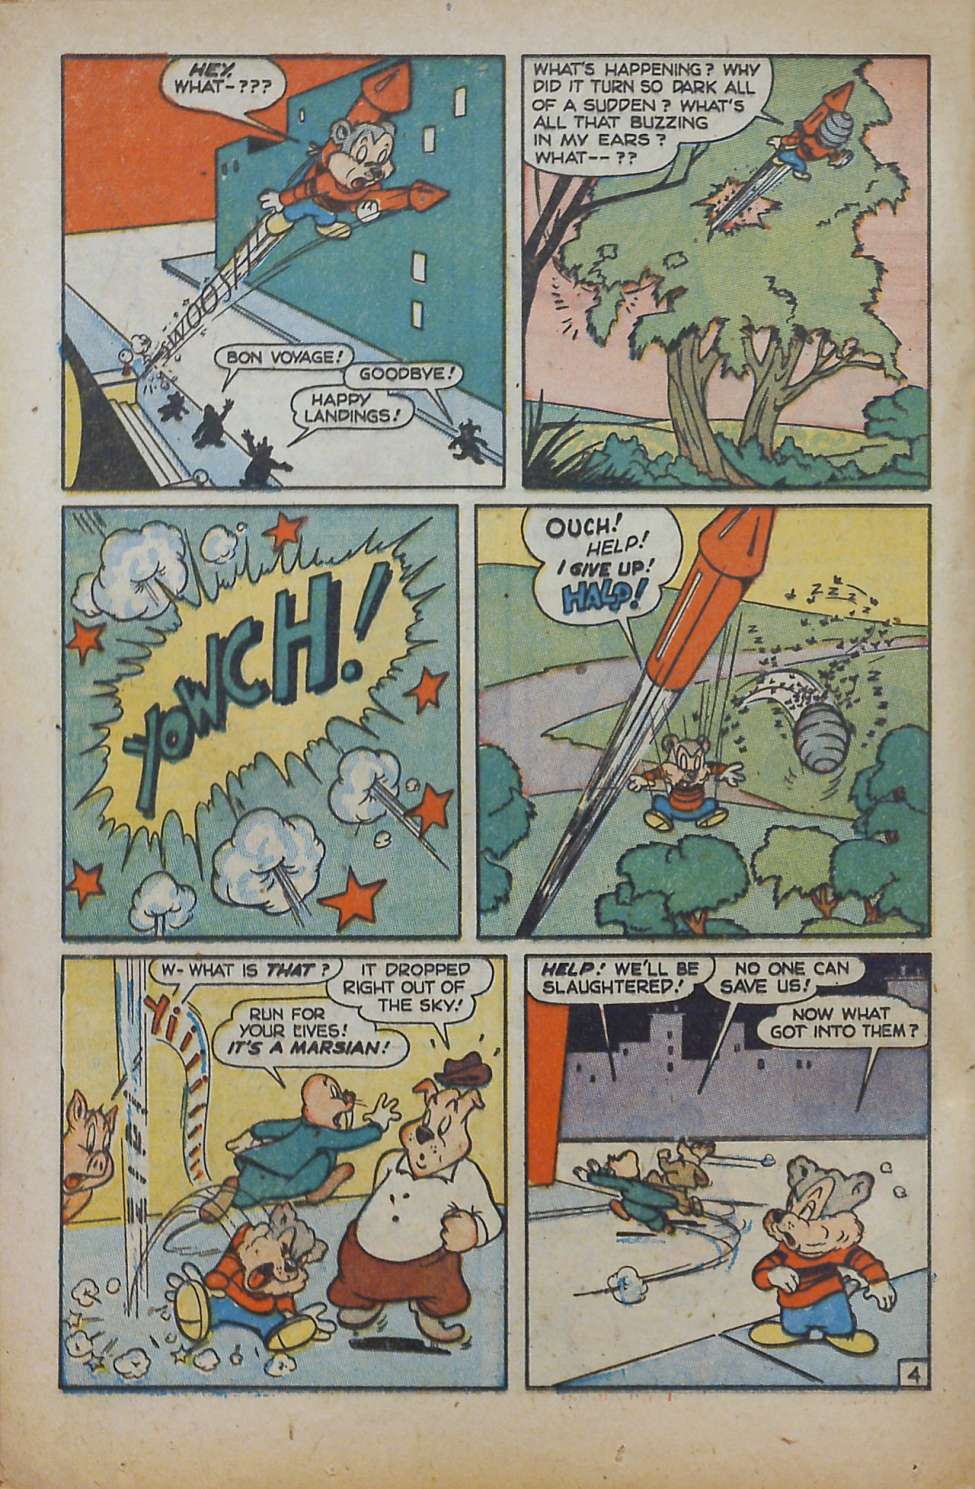 HEY,
WHAT-???
SWOOSH
BON VOYAGE!
GOODBYE!
HAPPY
LANDINGS!
WHAT'S HAPPENING? WHY
DID IT TURN SO DARK ALL
OF A SUDDEN? WHAT'S
ALL THAT BUZZING
IN MY EARS?
WHAT--??
YOWCH!
OUCH!
HELP!
I GIVE UP!
HALP!
Z Z Z Z
W-WHAT IS THAT?
IT DROPPED
RIGHT OUT OF
THE SKY!
RUN FOR
YOUR LIVES!
IT'S A MARSIAN!
YIIII
HELP! WE'LL BE
SLAUGHTERED!
NO ONE CAN
SAVE US!
NOW WHAT
GOT INTO THEM?
4